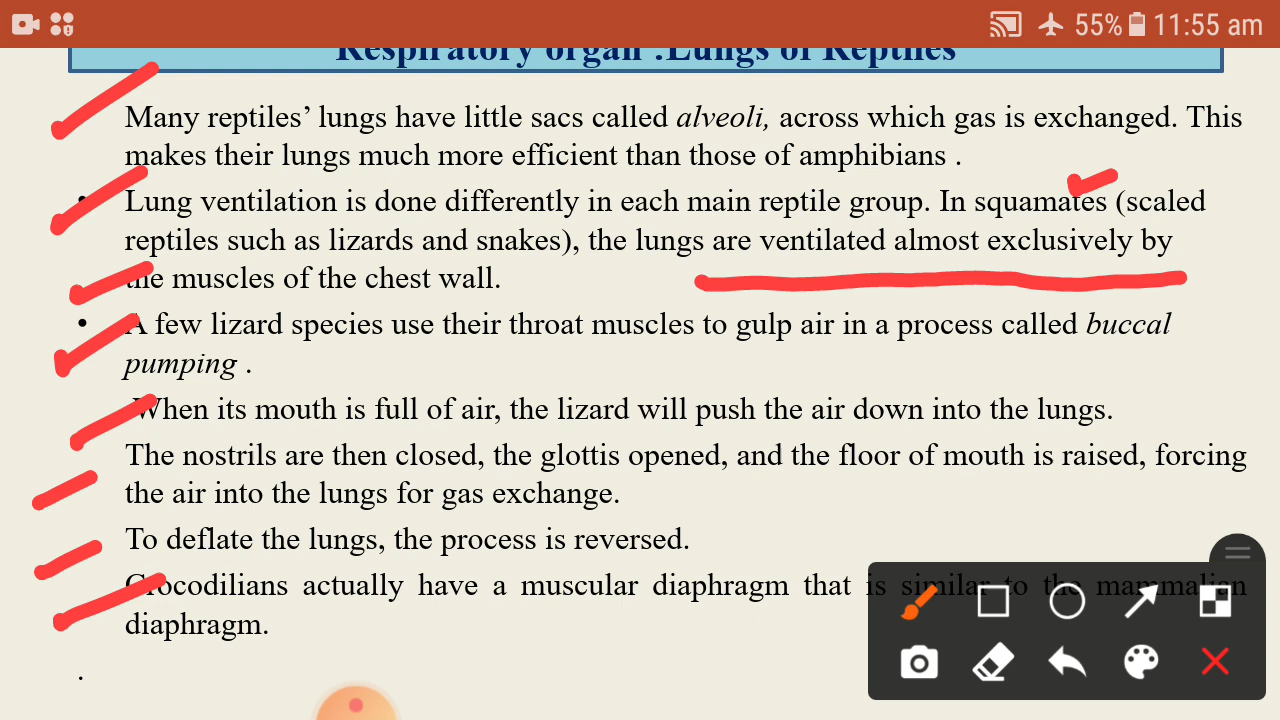 55% 11:55 am
Respiratory organ :Lungs of Reptiles
Many reptiles’ lungs have little sacs called alveoli, across which gas is exchanged. This
makes their lungs much more efficient than those of amphibians .
• Lung ventilation is done differently in each main reptile group. In squamates (scaled
reptiles such as lizards and snakes), the lungs are ventilated almost exclusively by
the muscles of the chest wall.
• A few lizard species use their throat muscles to gulp air in a process called buccal
pumping .
When its mouth is full of air, the lizard will push the air down into the lungs.
The nostrils are then closed, the glottis opened, and the floor of mouth is raised, forcing
the air into the lungs for gas exchange.
To deflate the lungs, the process is reversed.
Crocodilians actually have a muscular diaphragm that is similar to the mammalian
diaphragm.
.